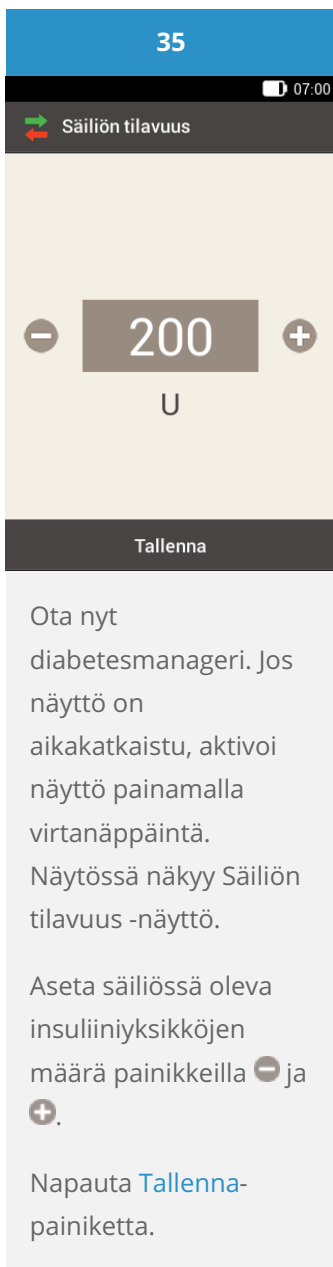 35
07:00
Säiliön tilavuus
200
U
Tallenna
Ota nyt
diabetesmanageri. Jos
näyttö on
aikakatkaistu, aktivoi
näyttö painamalla
virtanäppäintä.
Näytössä näkyy Säiliön
tilavuus -näyttö.
Aseta säiliössä oleva
insuliiniyksikköjen
määrä painikkeilla - ja
+.
Napauta Tallenna-
painiketta.